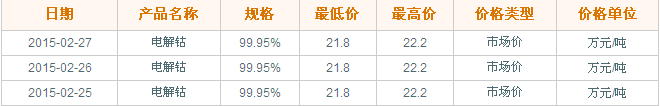 日期 产品名称 规格 最低价 最高价 价格类型 价格单位
2015-02-27 电解钴 99.95% 21.8 22.2 市场价 万元/吨
2015-02-26 电解钴 99.95% 21.8 22.2 市场价 万元/吨
2015-02-25 电解钴 99.95% 21.8 22.2 市场价 万元/吨